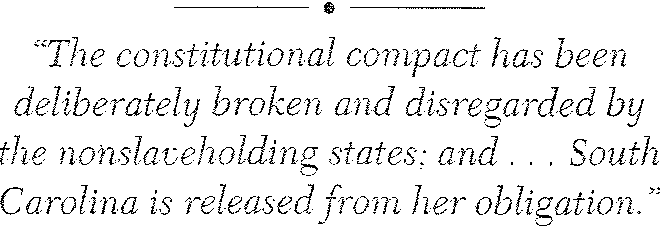 “The constitutional compact has been
deliberately broken and disregarded by
the nonslaveholding states; and . . . South
Carolina is released from her obligation.”